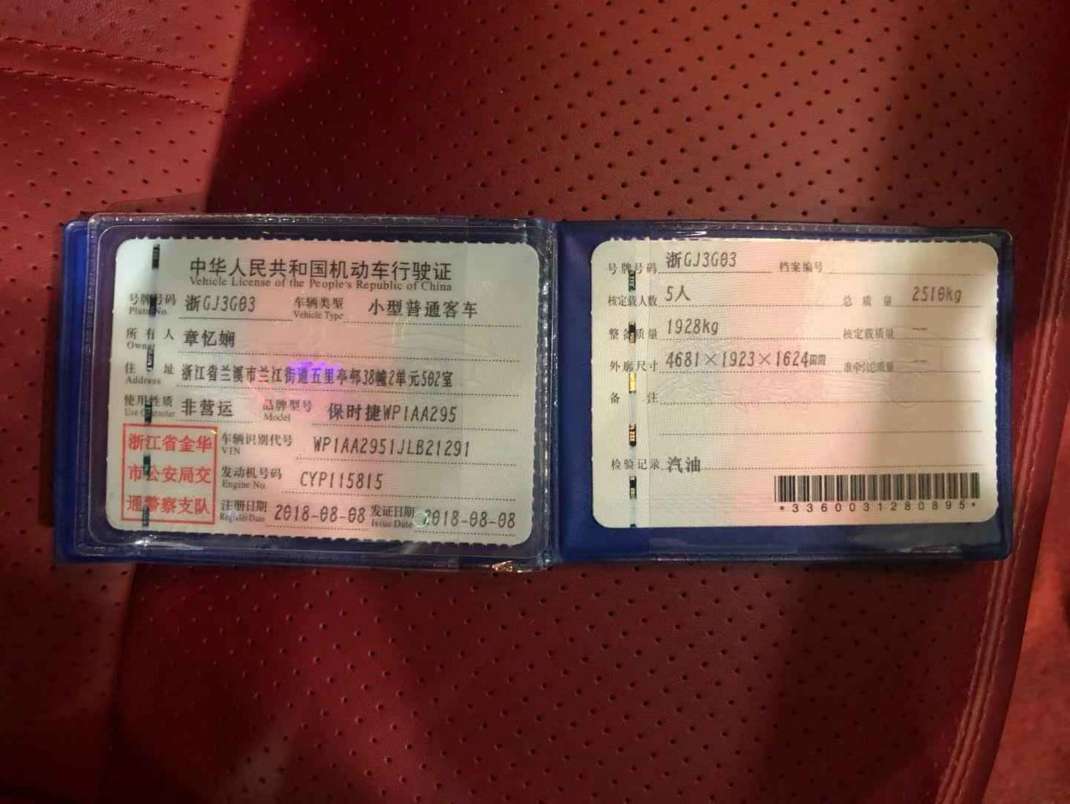 中华人民共和国机动车行驶证
Vehicle License of the People's Republic of China
号牌号码 浙GJ3G03 车辆类型 小型普通客车
Plate No. Vehicle Type
所有人 章忆娴
Owner
住址 浙江省兰溪市兰江街道五里亭邨38幢2单元502室
Address
使用性质 非营运 品牌型号 保时捷WP1AA295
Use Character Model
浙江省金华
市公安局交
通警察支队
车辆识别代号 WP1AA2951JLB21291
VIN
发动机号码 CYP115815
Engine No.
注册日期 2018-08-08 发证日期 2018-08-08
Register Date Issue Date
号牌号码 浙GJ3G03 档案编号
核定载人数 5人 总质量 2510kg
整备质量 1928kg 核定载质量 --
外廓尺寸 4681×1923×1624mm 准牵引总质量 --
备注
检验记录 汽油
*3360031280895*